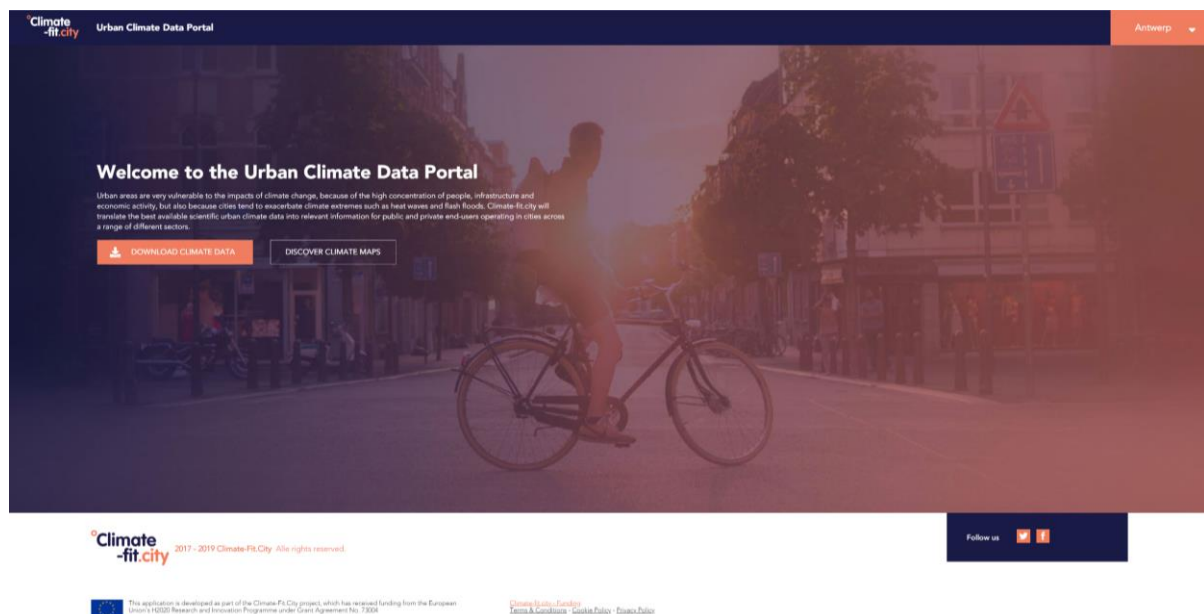 °Climate
-fit.city
Urban Climate Data Portal
Antwerp
Welcome to the Urban Climate Data Portal
Urban areas are very vulnerable to the impacts of climate change, because of the high concentration of people, infrastructure and
economic activity, but also because cities tend to exacerbate climate extremes such as heat waves and flash floods. Climate-fit.city will
translate the best available scientific urban climate data into relevant information for public and private end-users operating in cities across
a range of different sectors.
DOWNLOAD CLIMATE DATA
DISCOVER CLIMATE MAPS
°Climate
-fit.city
2017 - 2019 Climate-Fit.City Alle rights reserved.
Follow us
This application is developed as part of the Climate-Fit.City project, which has received funding from the European
Union's H2020 Research and Innovation Programme under Grant Agreement No. 73004
Climate-fit.city - Funding
Terms & Conditions - Cookie Policy - Privacy Policy